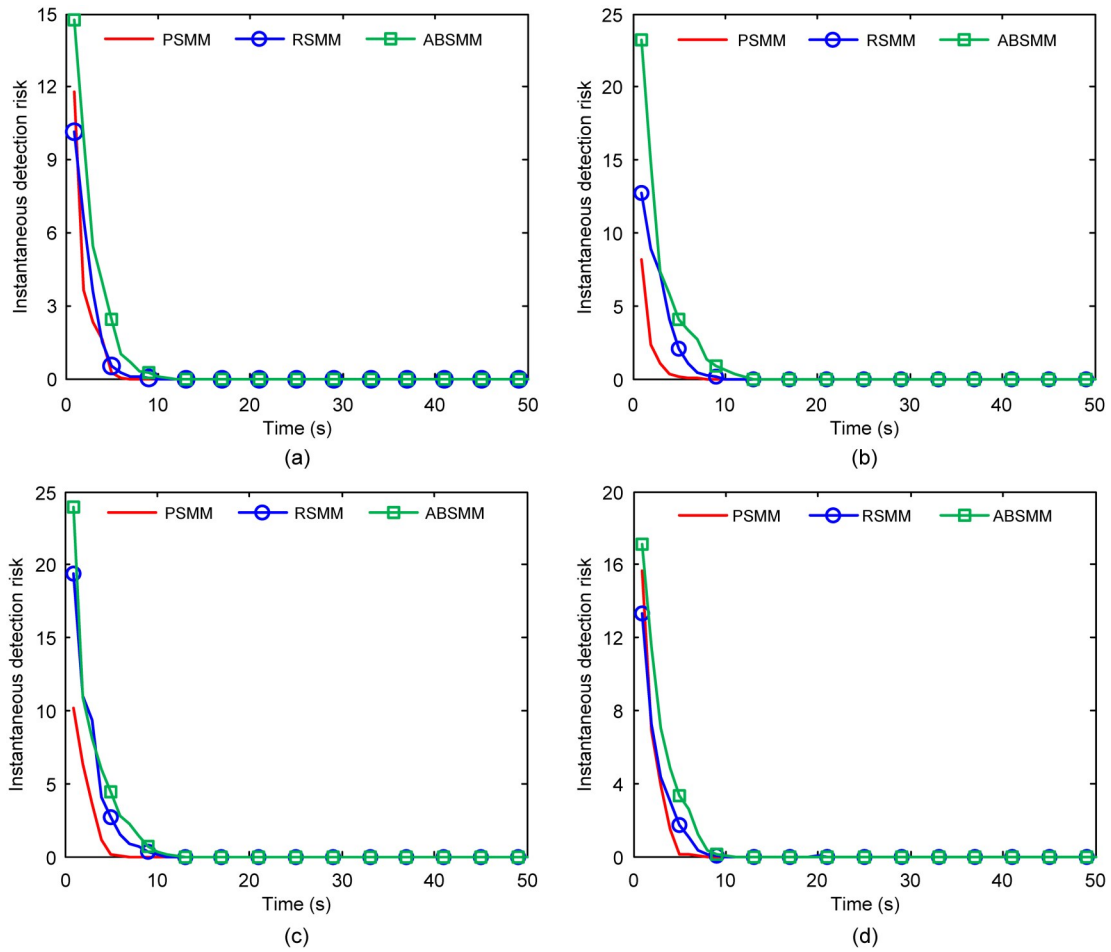 15
12
9
6
3
0
Instantaneous detection risk
PSMM RSMM ABSMM
0 10 20 30 40 50
Time (s)
(a)
25
20
15
10
5
0
Instantaneous detection risk
PSMM RSMM ABSMM
0 10 20 30 40 50
Time (s)
(b)
25
20
15
10
5
0
Instantaneous detection risk
PSMM RSMM ABSMM
0 10 20 30 40 50
Time (s)
(c)
20
16
12
8
4
0
Instantaneous detection risk
PSMM RSMM ABSMM
0 10 20 30 40 50
Time (s)
(d)